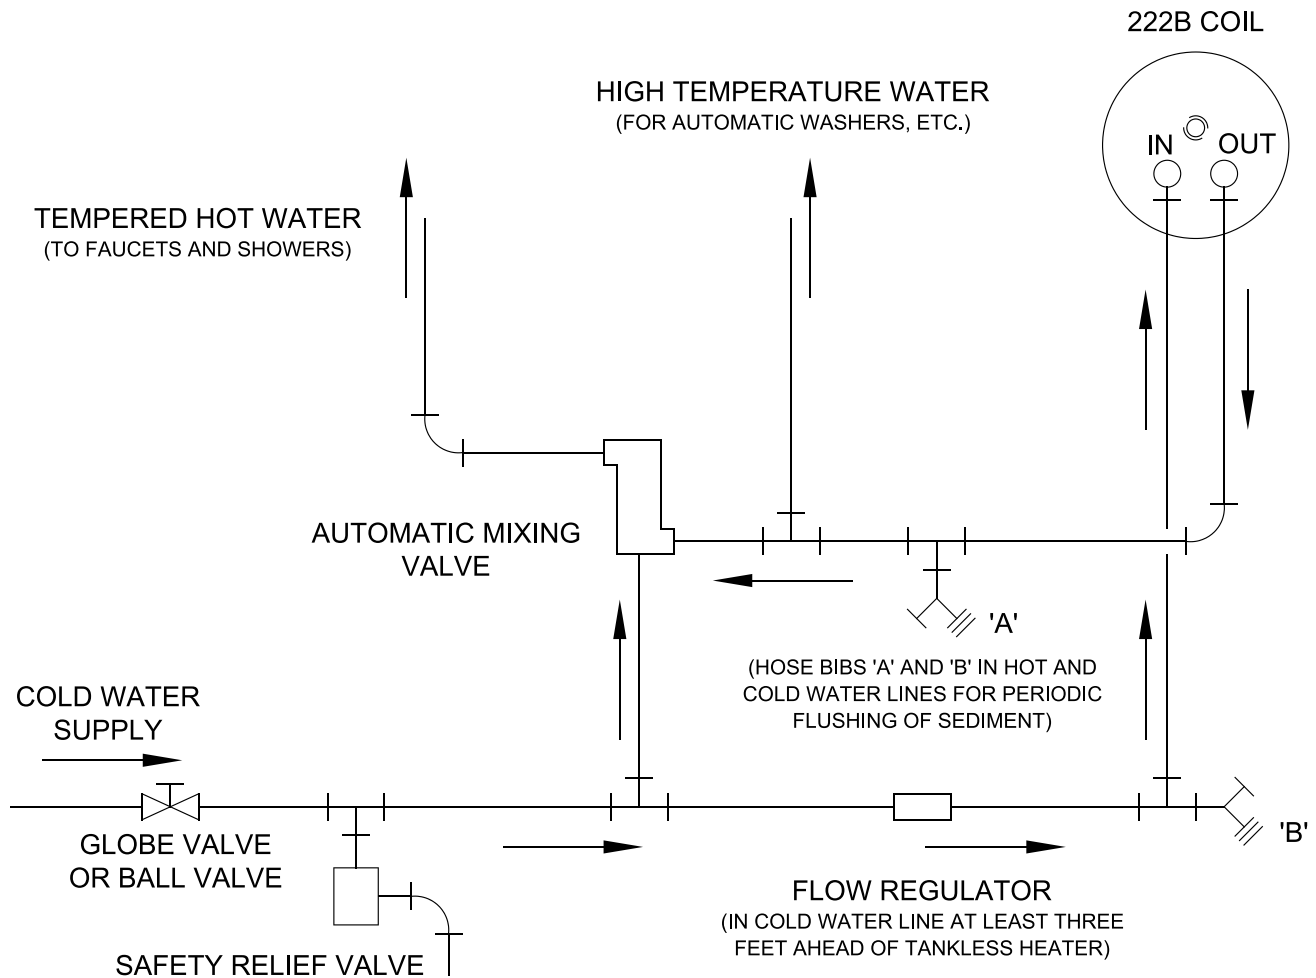 222B COIL
HIGH TEMPERATURE WATER
(FOR AUTOMATIC WASHERS, ETC.)
IN OUT
TEMPERED HOT WATER
(TO FAUCETS AND SHOWERS)
AUTOMATIC MIXING
VALVE
'A'
(HOSE BIBS 'A' AND 'B' IN HOT AND
COLD WATER LINES FOR PERIODIC
FLUSHING OF SEDIMENT)
COLD WATER
SUPPLY
GLOBE VALVE
OR BALL VALVE
'B'
FLOW REGULATOR
(IN COLD WATER LINE AT LEAST THREE
FEET AHEAD OF TANKLESS HEATER)
SAFETY RELIEF VALVE